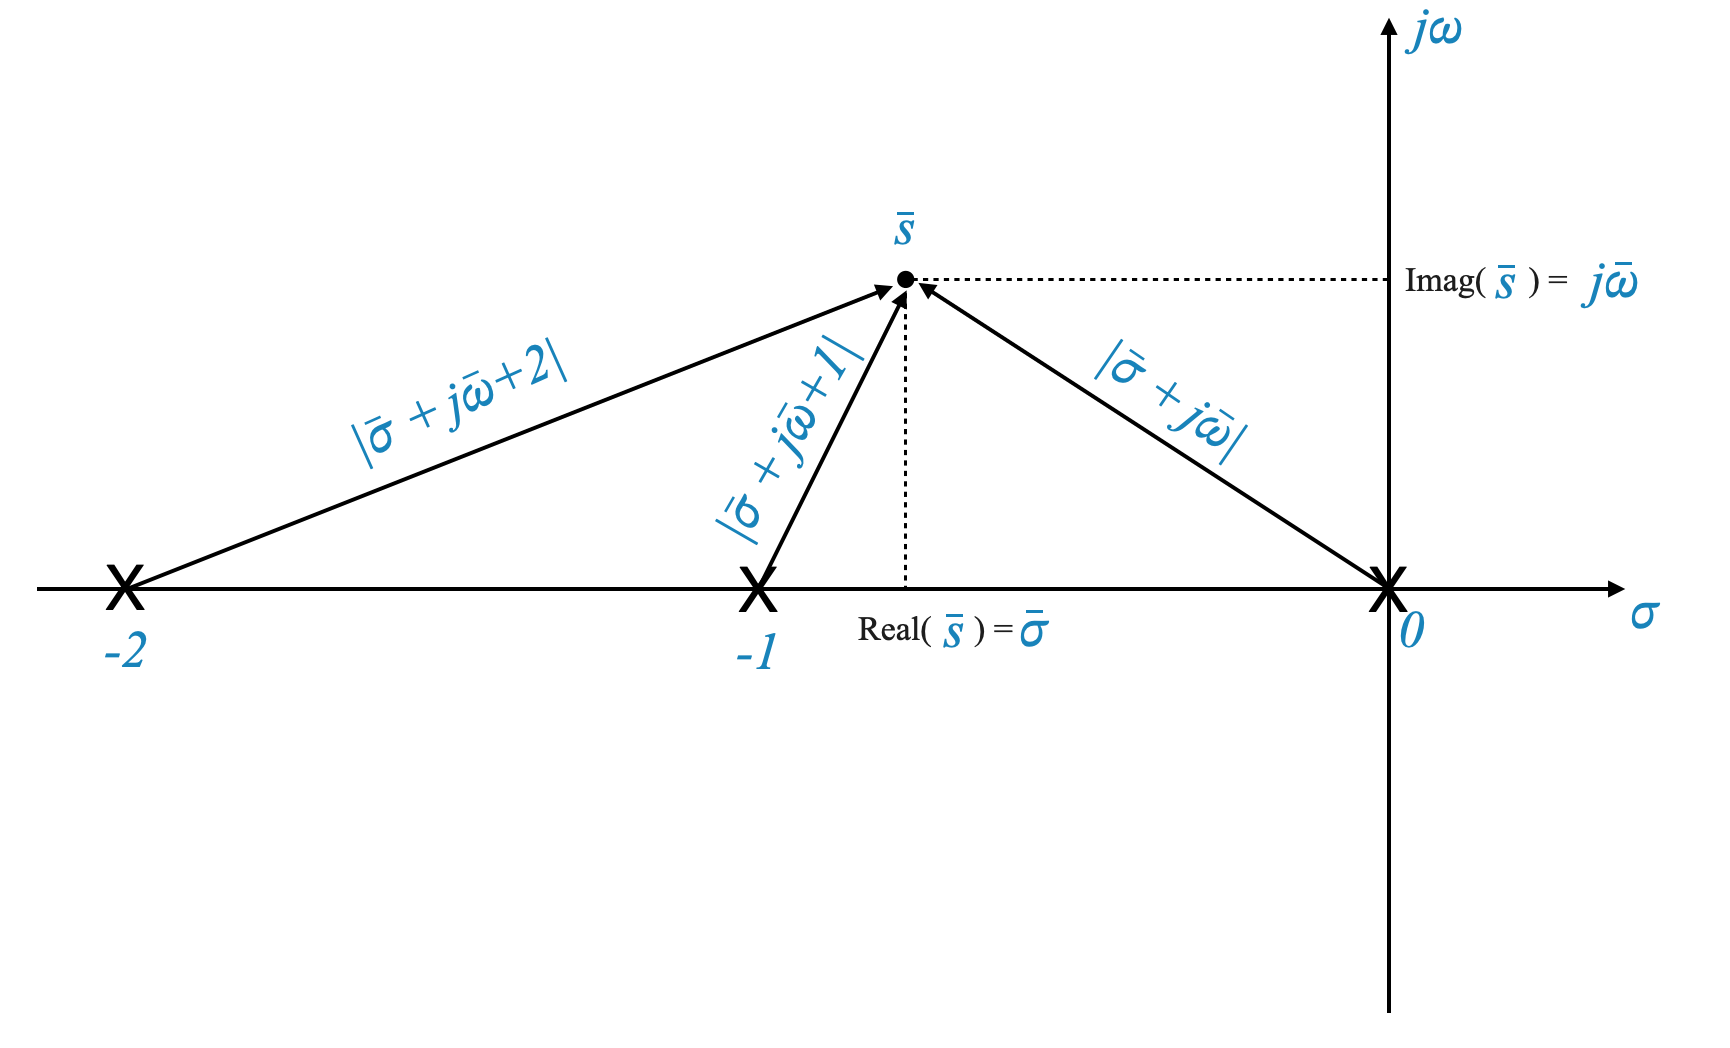 jω
s̄
Imag( s̄ ) = jω̄
|σ̄ + jω̄+2|
|σ̄ + jω̄+1|
|σ̄ + jω̄|
X
X
X
-2
-1
Real( s̄ ) = σ̄
0
σ